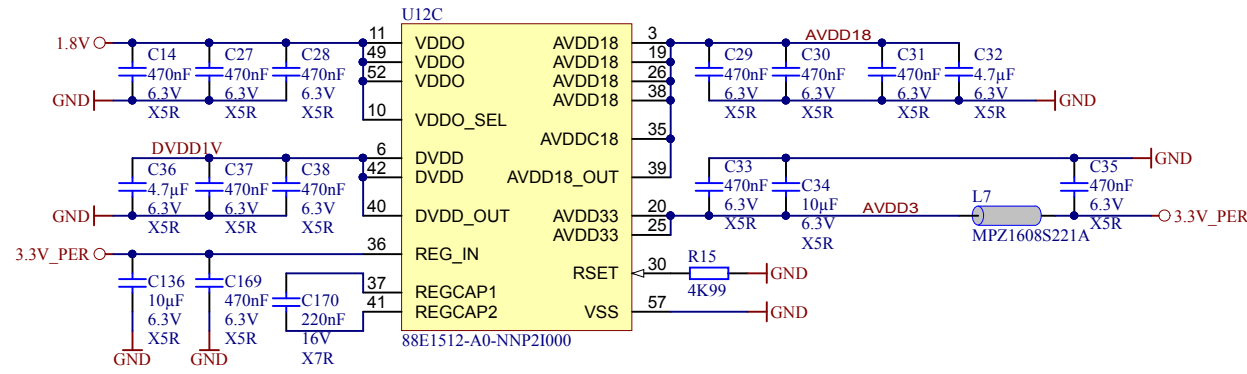 U12C
1.8V
C14
470nF
6.3V
X5R
C27
470nF
6.3V
X5R
C28
470nF
6.3V
X5R
GND
11
49
52
10
VDDO
VDDO
VDDO
VDDO_SEL
DVDD1V
C36
4.7µF
6.3V
X5R
C37
470nF
6.3V
X5R
C38
470nF
6.3V
X5R
GND
6
42
40
DVDD
DVDD
DVDD_OUT
3.3V_PER
36
REG_IN
C136
10µF
6.3V
X5R
GND
C169
470nF
6.3V
X5R
GND
C170
220nF
16V
X7R
37
41
REGCAP1
REGCAP2
88E1512-A0-NNP2I000
AVDD18
AVDD18
AVDD18
AVDD18
AVDDC18
AVDD18_OUT
3
19
26
38
35
39
AVDD18
C29
470nF
6.3V
X5R
C30
470nF
6.3V
X5R
C31
470nF
6.3V
X5R
C32
4.7µF
6.3V
X5R
GND
AVDD33
AVDD33
20
25
C33
470nF
6.3V
X5R
C34
10µF
6.3V
X5R
AVDD3
L7
MPZ1608S221A
C35
470nF
6.3V
X5R
GND
3.3V_PER
RSET
30
R15
4K99
GND
VSS
57
GND